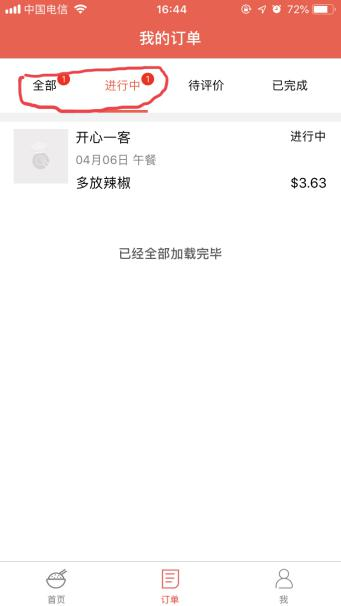 中国电信 16:44 72%
我的订单
全部 1 进行中 1 待评价 已完成
开心一客 进行中
04月06日 午餐
多放辣椒 $3.63
已经全部加载完毕
首页 订单 我